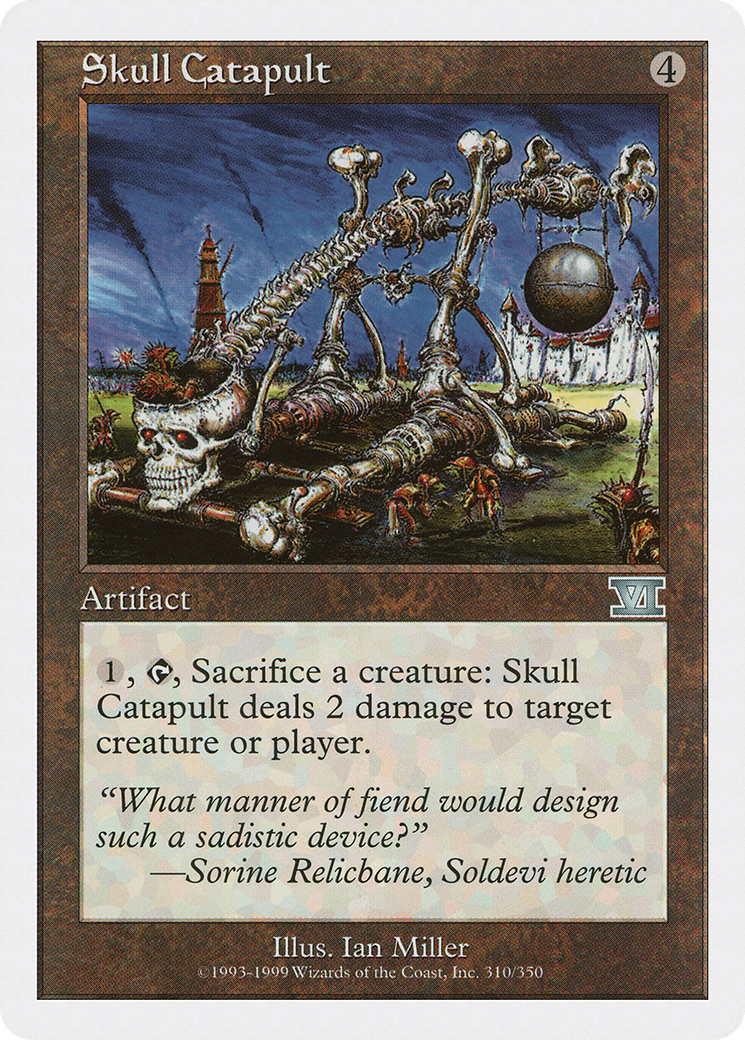 Skull Catapult
4
Artifact
VI
1, , Sacrifice a creature: Skull
Catapult deals 2 damage to target
creature or player.
“What manner of fiend would design
such a sadistic device?”
—Sorine Relicbane, Soldevi heretic
Illus. Ian Miller
©1993-1999 Wizards of the Coast, Inc. 310/350